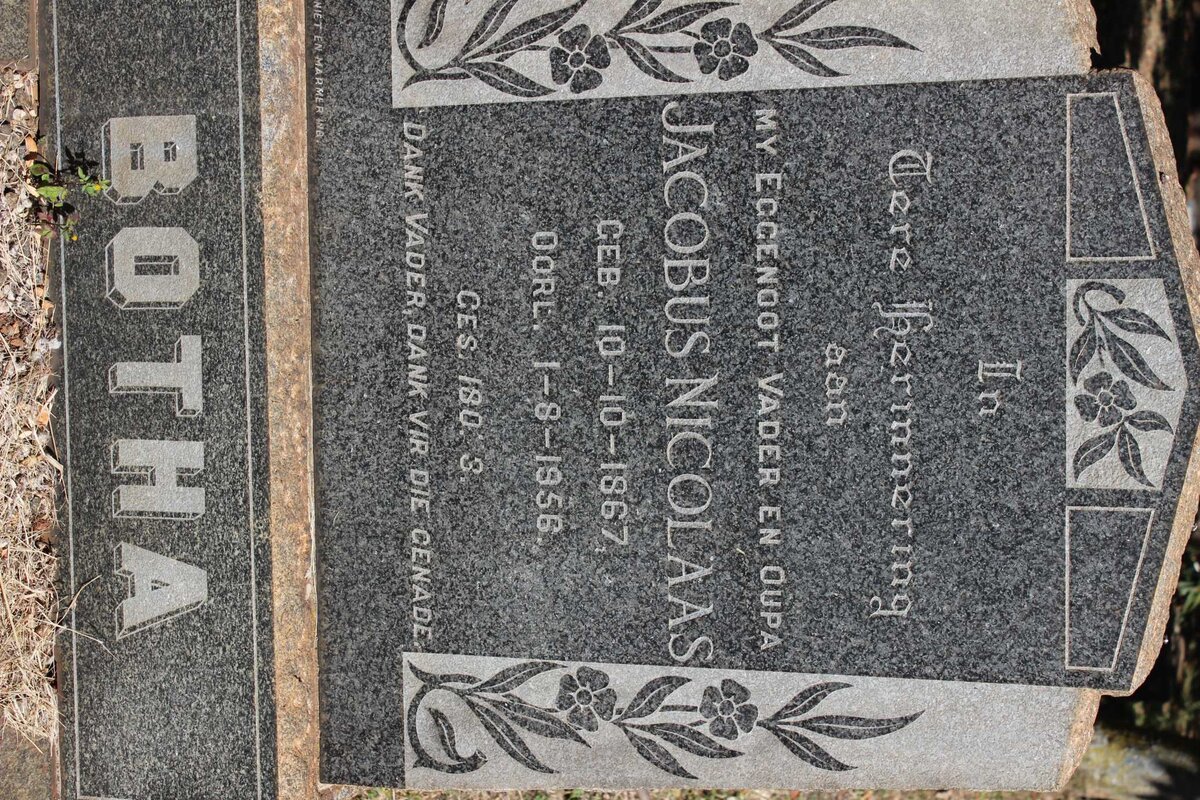 In
Tere Herinnering
aan
MY EGGENOOT VADER EN OUPA
JACOBUS NICOLAAS
GEB. 10-10-1867,
OORL. 1-8-1956.
GES. 180: 3.
DANK VADER, DANK VIR DIE GENADE.
BOTHA